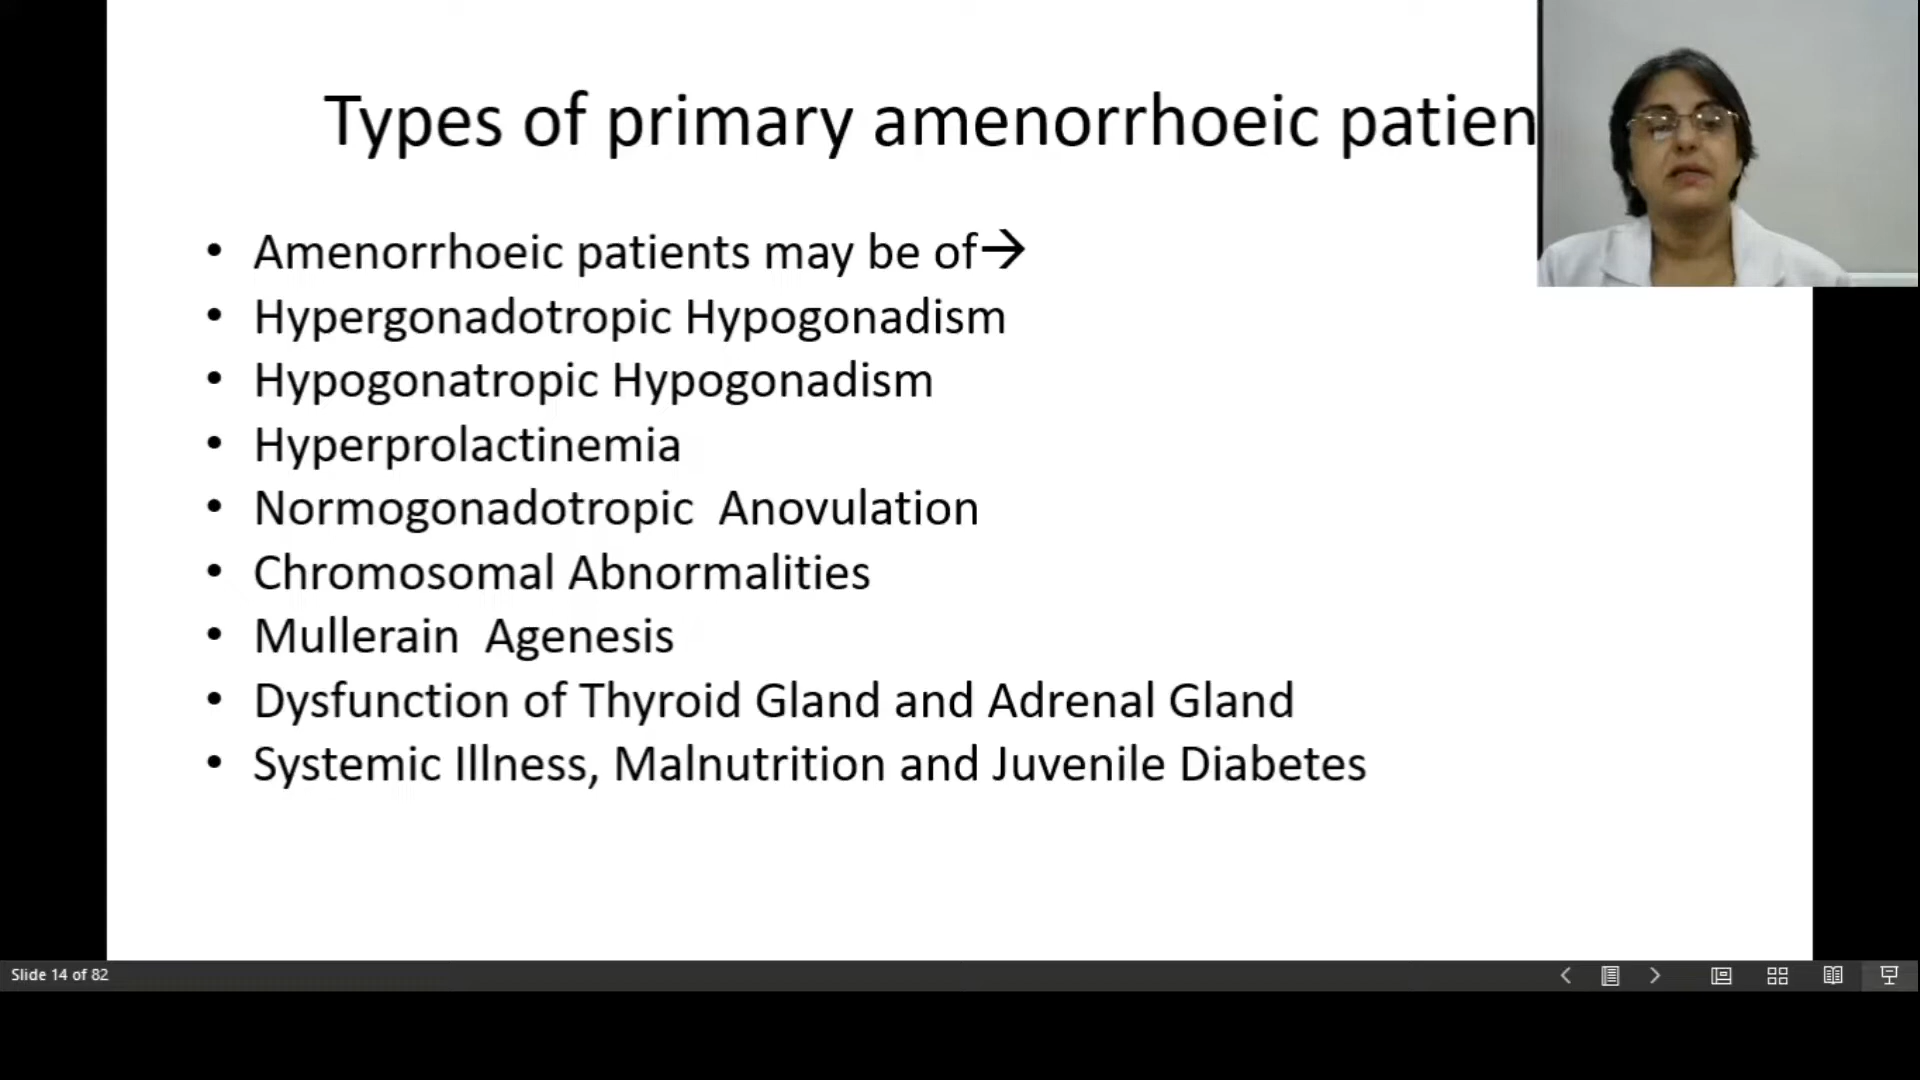 Types of primary amenorrhoeic patien
• Amenorrhoeic patients may be of→
• Hypergonadotropic Hypogonadism
• Hypogonatropic Hypogonadism
• Hyperprolactinemia
• Normogonadotropic  Anovulation
• Chromosomal Abnormalities
• Mullerain  Agenesis
• Dysfunction of Thyroid Gland and Adrenal Gland
• Systemic Illness, Malnutrition and Juvenile Diabetes
Slide 14 of 82